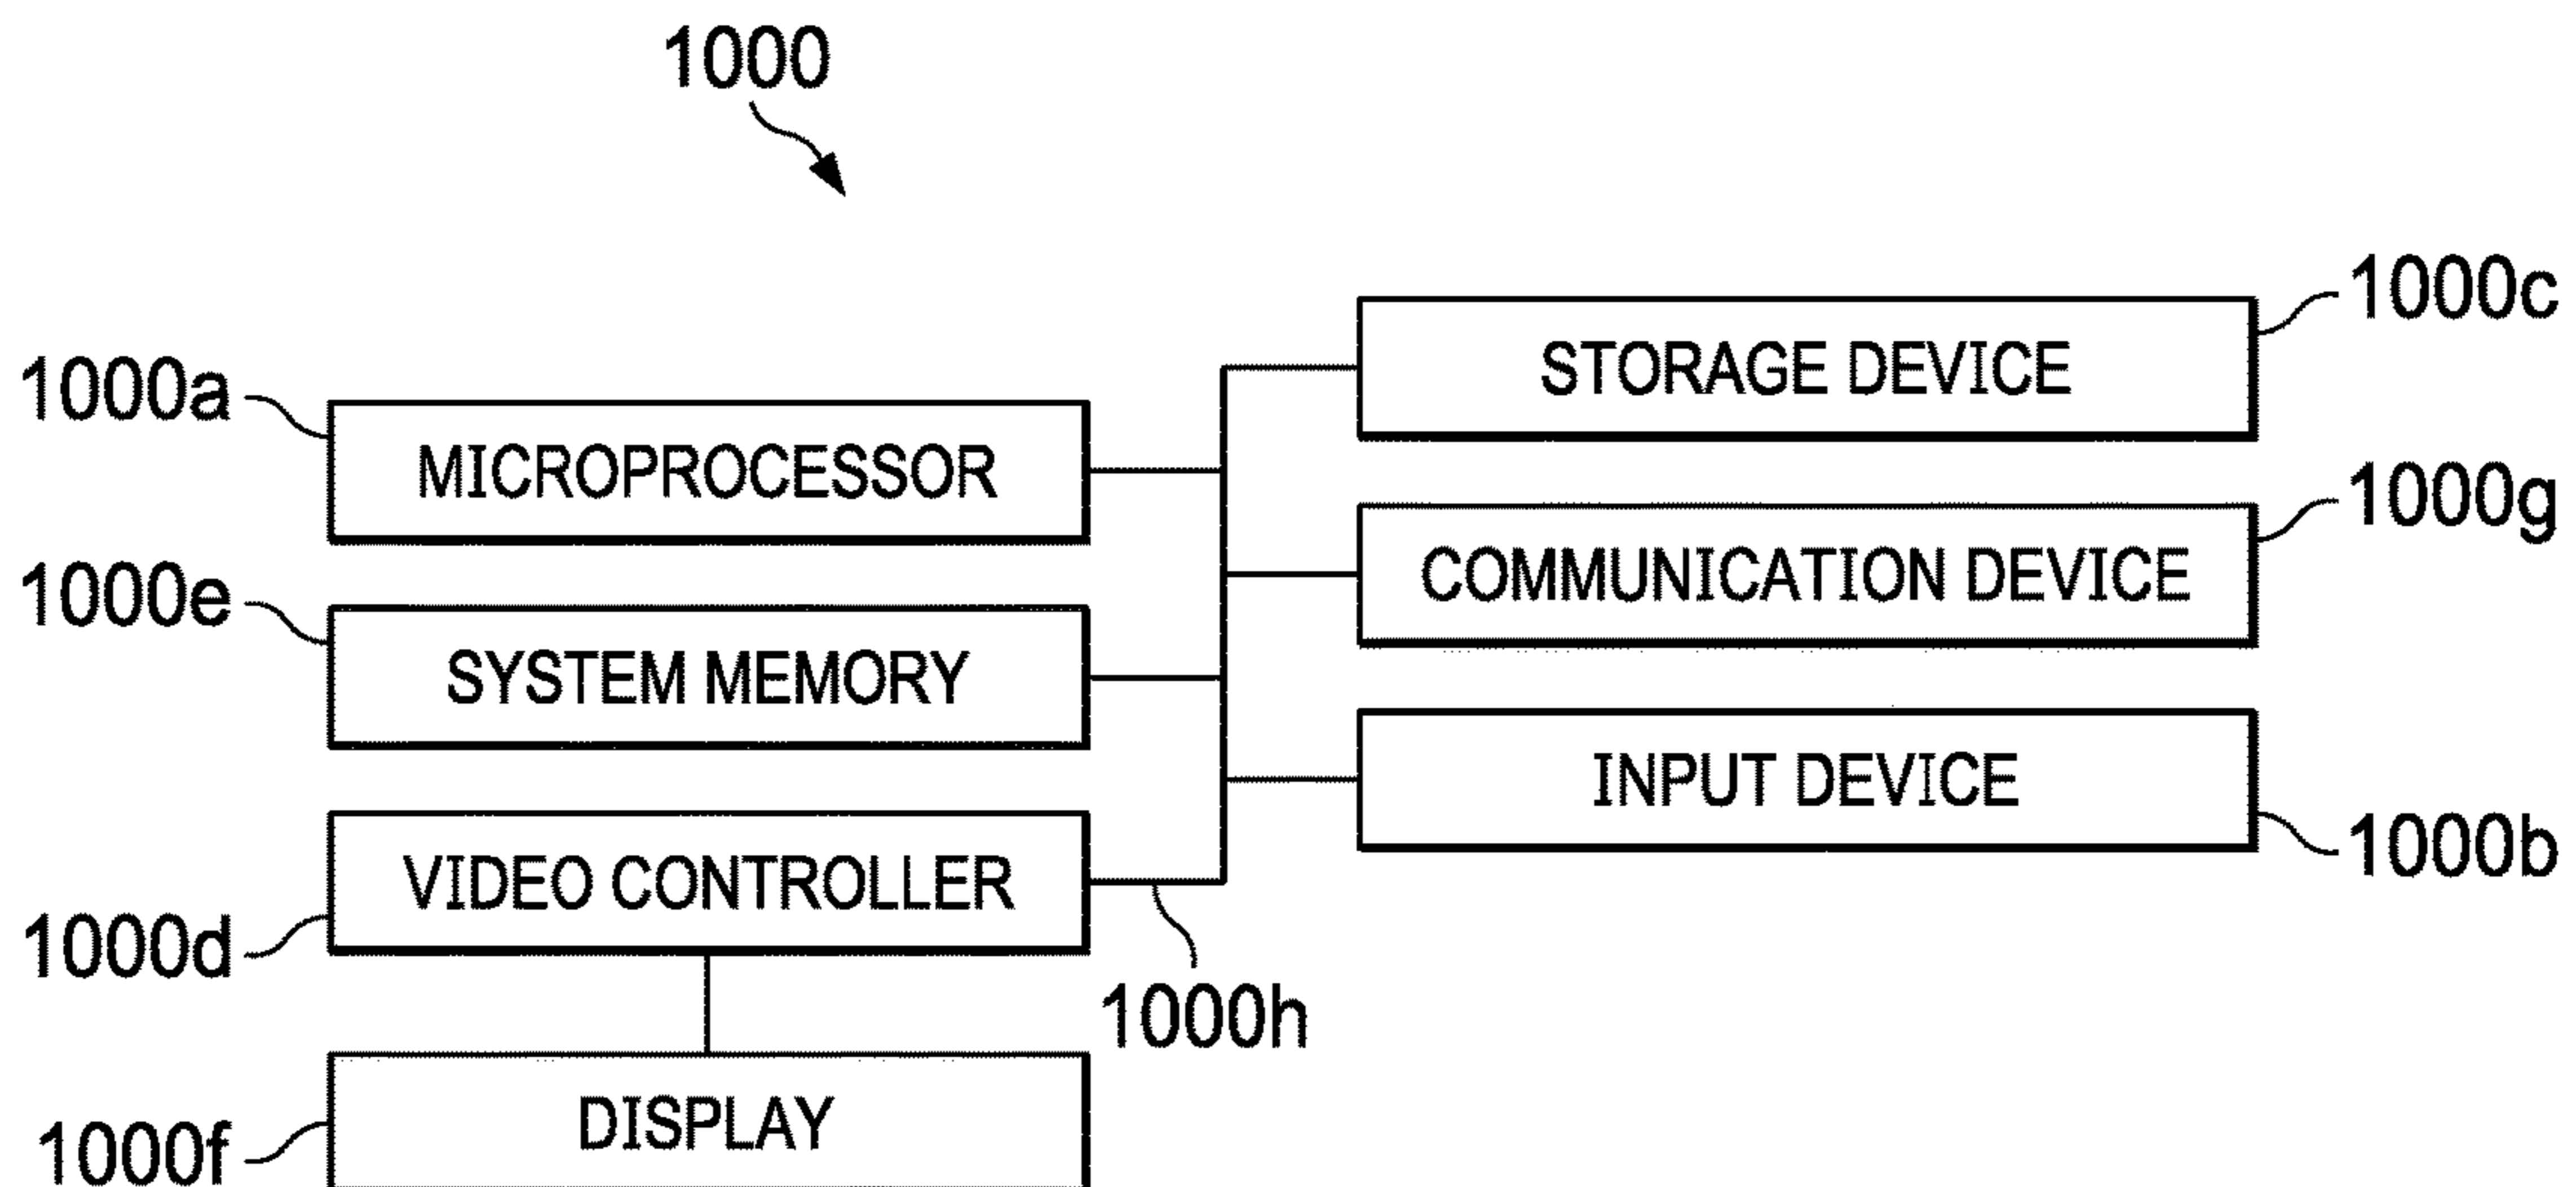 1000
1000c
STORAGE DEVICE
1000a
MICROPROCESSOR
1000g
COMMUNICATION DEVICE
1000e
SYSTEM MEMORY
INPUT DEVICE
1000b
VIDEO CONTROLLER
1000d
1000h
DISPLAY
1000f